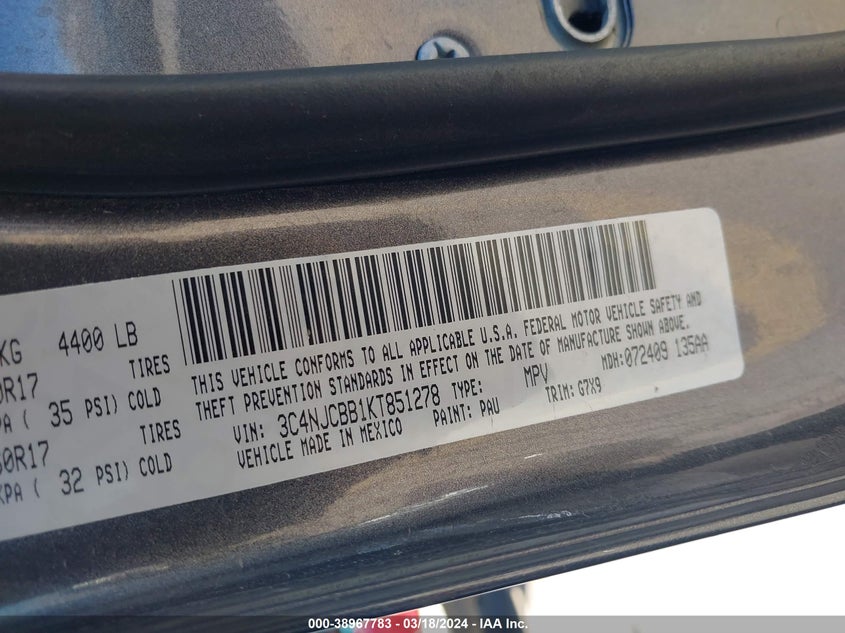 KG 4400 LB
0R17 TIRES
KPA ( 35 PSI) COLD
60R17 TIRES
KPA ( 32 PSI) COLD
THIS VEHICLE CONFORMS TO ALL APPLICABLE U.S.A. FEDERAL MOTOR VEHICLE SAFETY AND
THEFT PREVENTION STANDARDS IN EFFECT ON THE DATE OF MANUFACTURE SHOWN ABOVE.
VIN: 3C4NJCBB1KT851278 TYPE: MPV MDH:072409 135AA
VEHICLE MADE IN MEXICO PAINT: PAU TRIM: G7X9
000-38967783 - 03/18/2024 - IAA Inc.